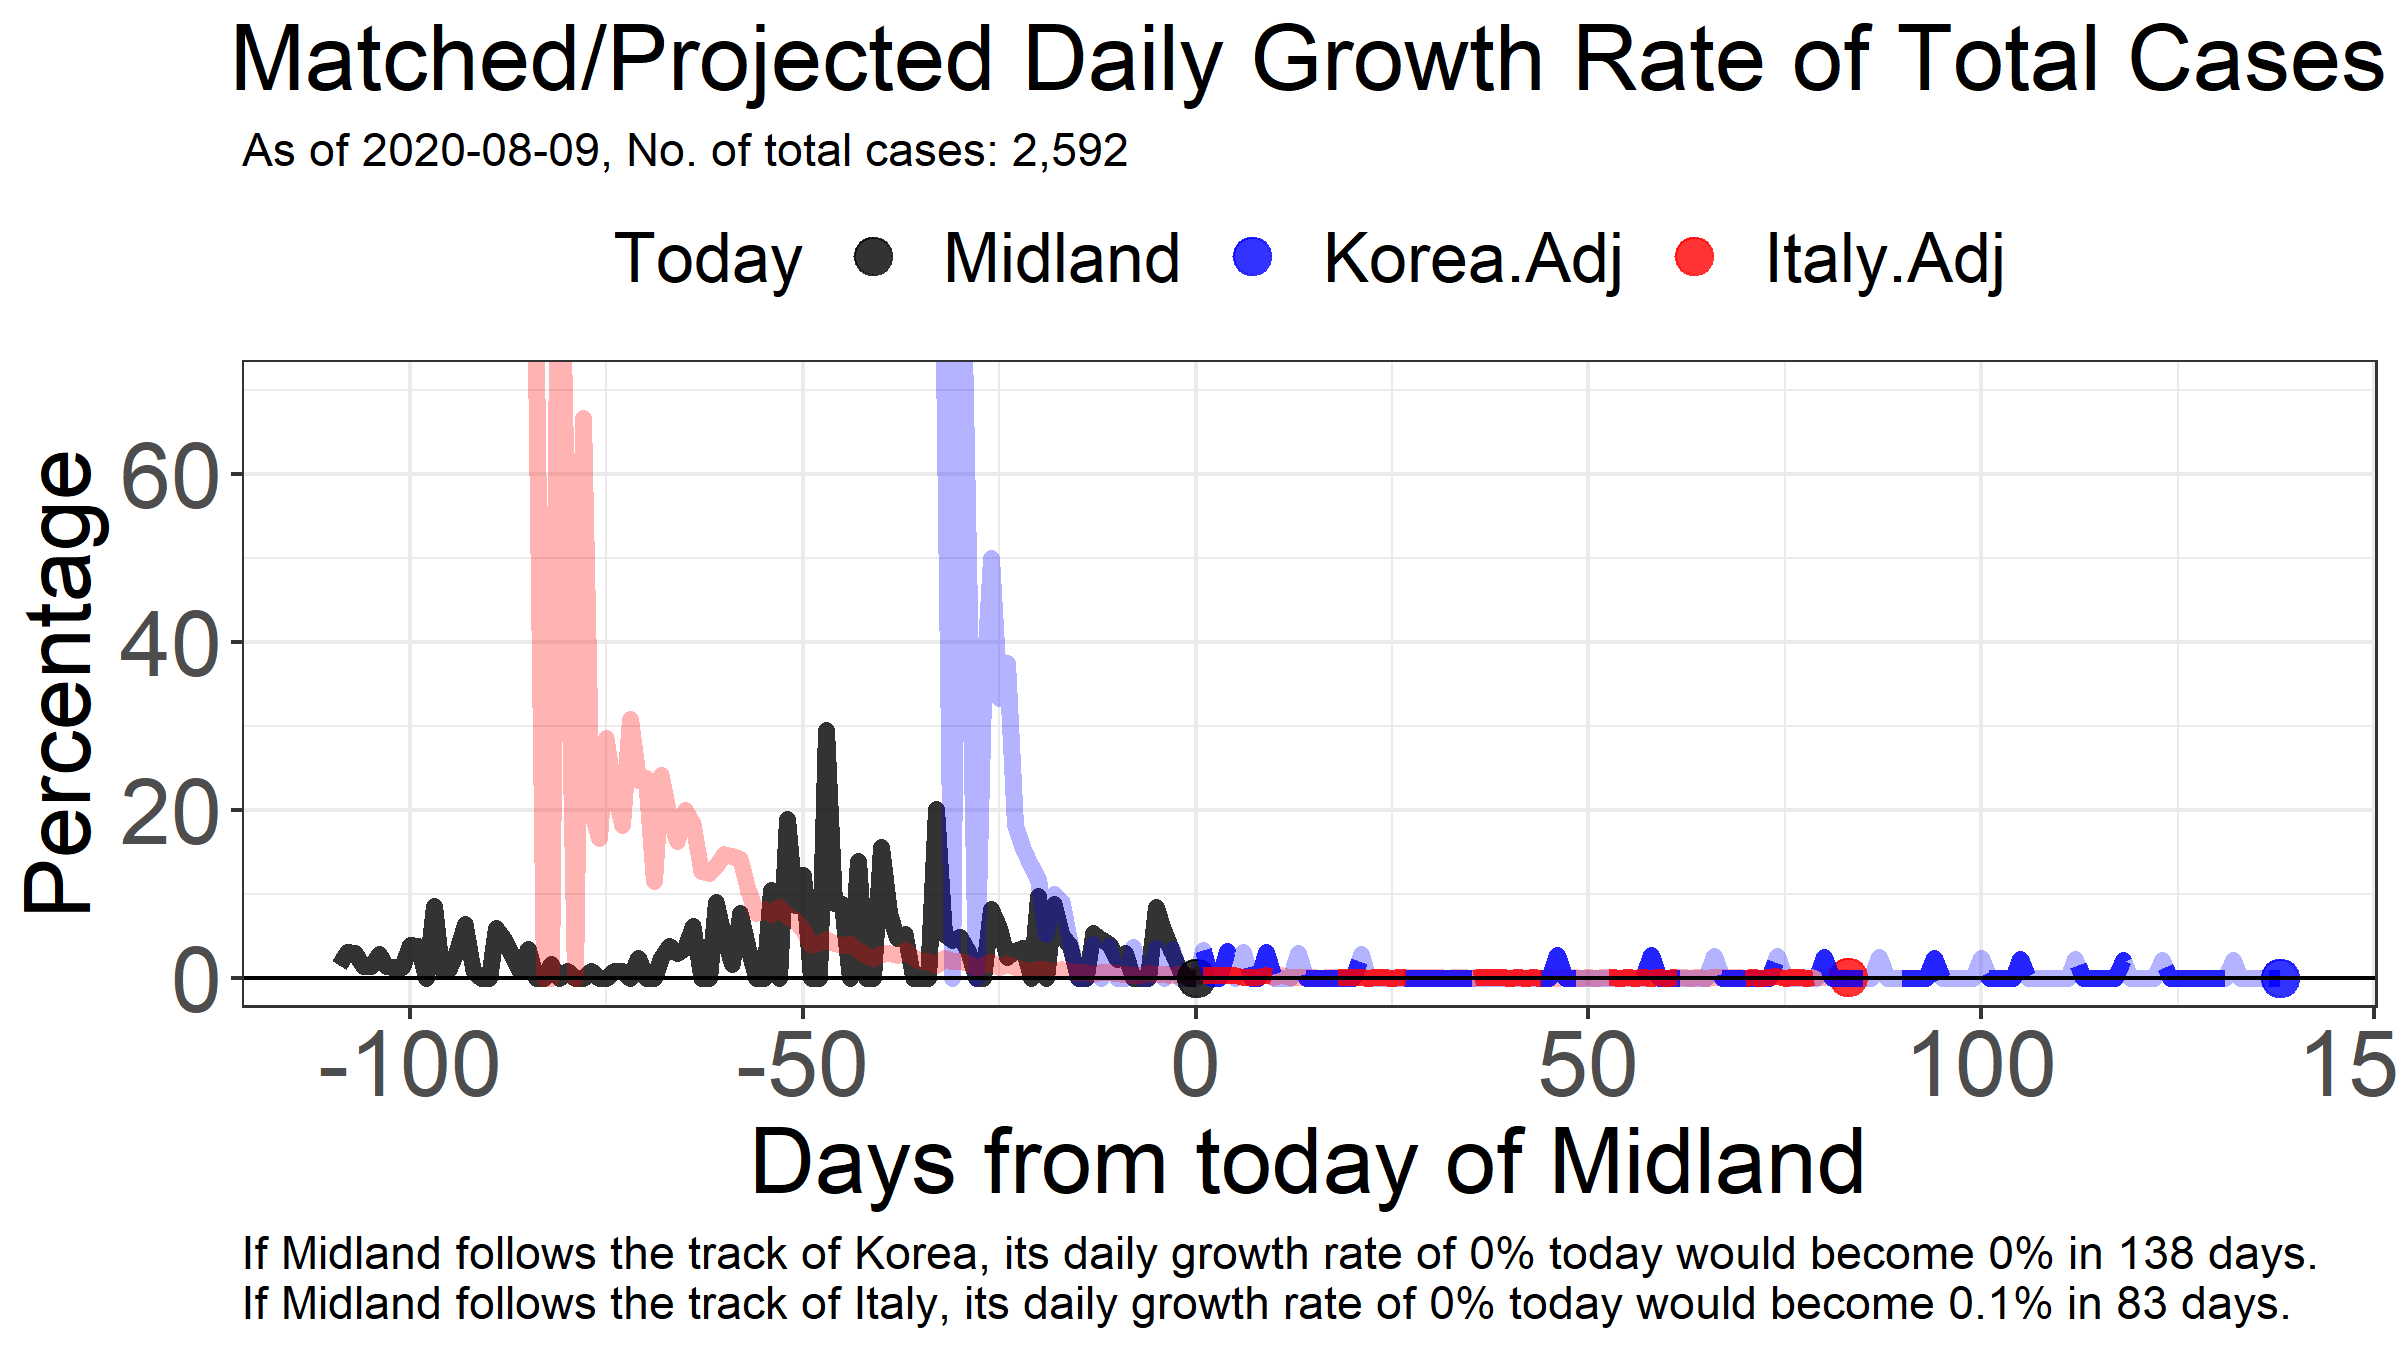 Matched/Projected Daily Growth Rate of Total Cases
As of 2020-08-09, No. of total cases: 2,592
Today Midland Korea.Adj Italy.Adj
Percentage
60
40
20
0
-100 -50 0 50 100 15
Days from today of Midland
If Midland follows the track of Korea, its daily growth rate of 0% today would become 0% in 138 days.
If Midland follows the track of Italy, its daily growth rate of 0% today would become 0.1% in 83 days.